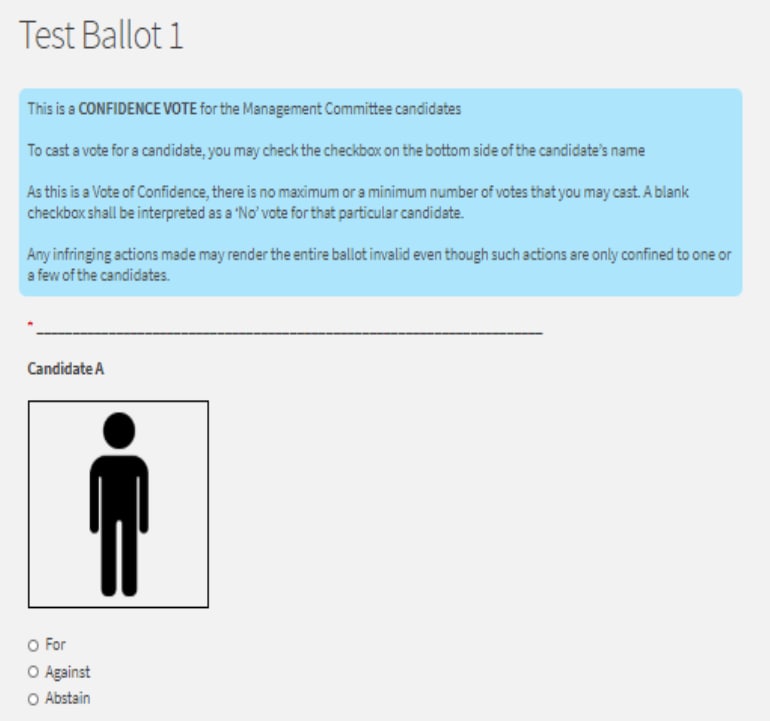 Test Ballot 1
This is a CONFIDENCE VOTE for the Management Committee candidates
To cast a vote for a candidate, you may check the checkbox on the bottom side of the candidate's name
As this is a Vote of Confidence, there is no maximum or a minimum number of votes that you may cast. A blank
checkbox shall be interpreted as a 'No' vote for that particular candidate.
Any infringing actions made may render the entire ballot invalid even though such actions are only confined to one or
a few of the candidates.
* ______________________________________________________________________
Candidate A
For
Against
Abstain